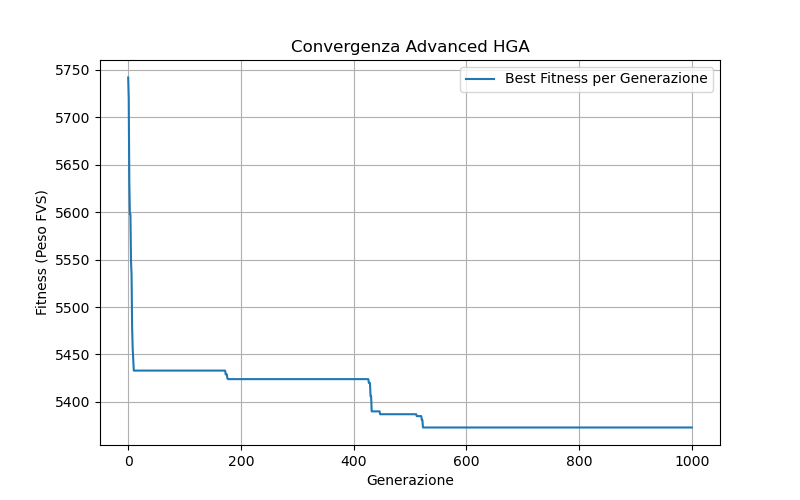 Convergenza Advanced HGA
Best Fitness per Generazione
Fitness (Peso FVS)
5750
5700
5650
5600
5550
5500
5450
5400
0 200 400 600 800 1000
Generazione